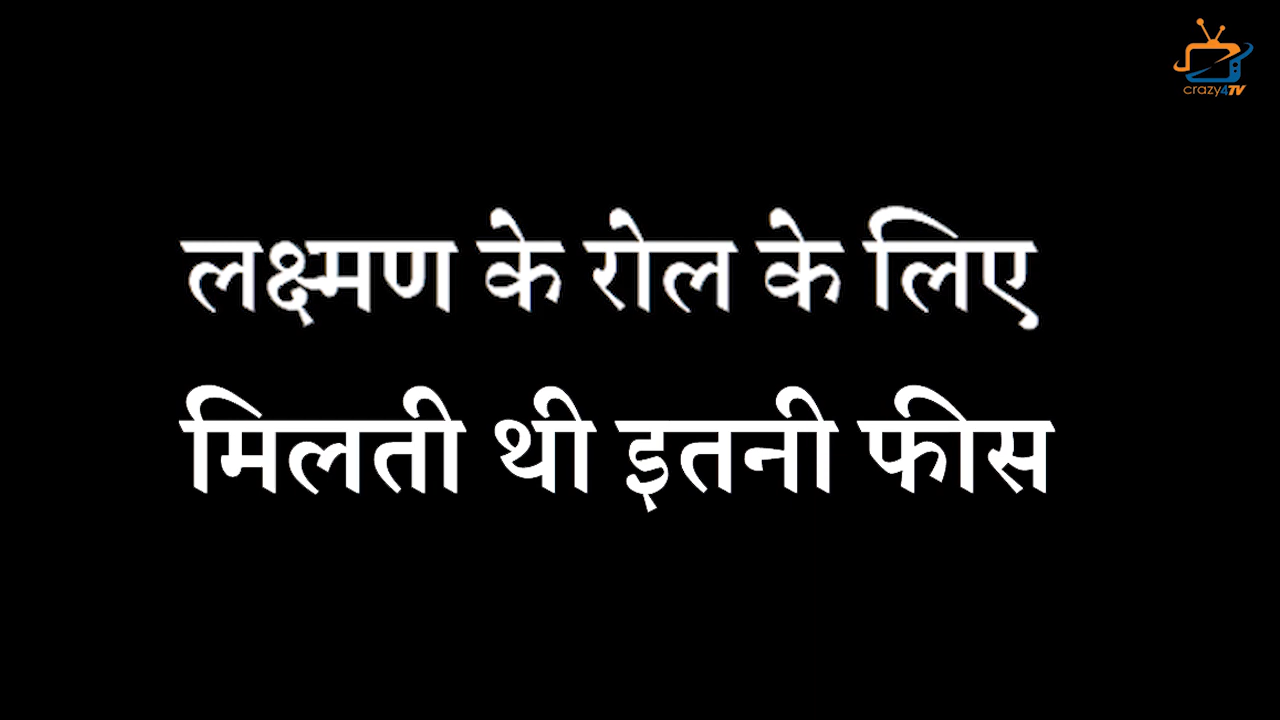 crazy4TV
लक्ष्मण के रोल के लिए
मिलती थी इतनी फीस